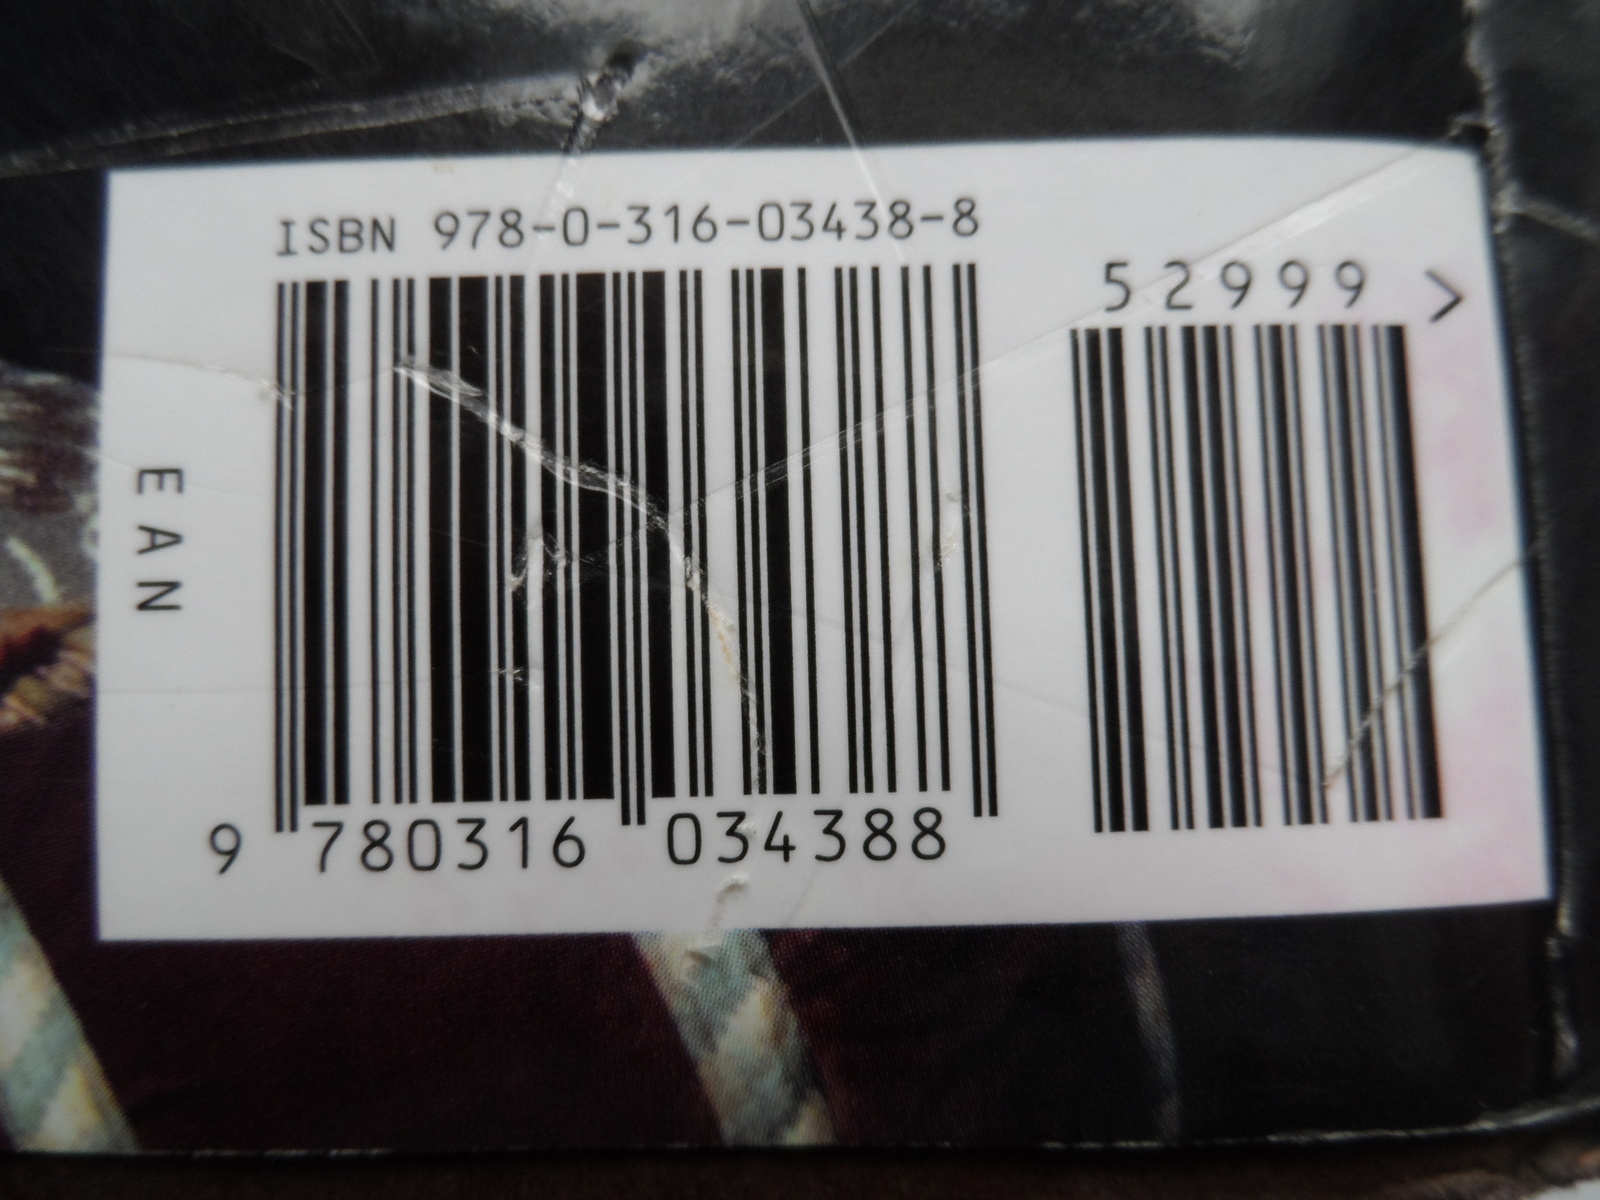 ISBN 978-0-316-03438-8
52999 >
EAN
9 780316 034388